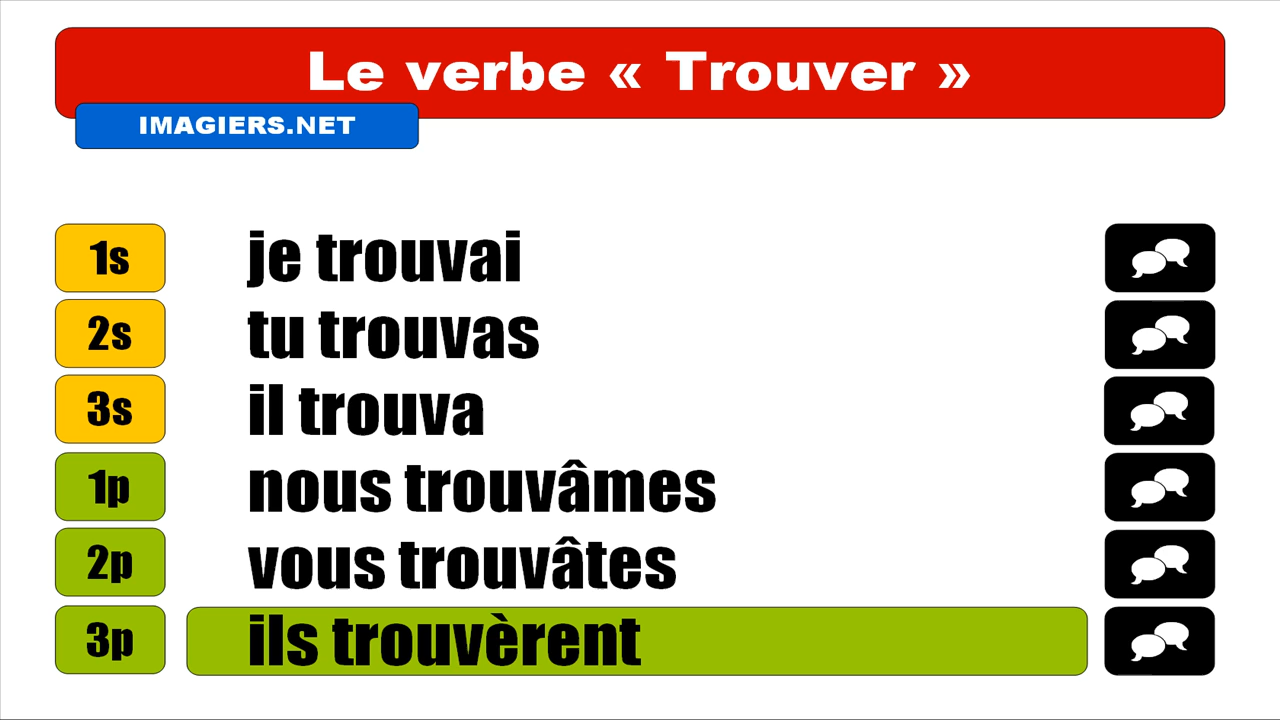 Le verbe « Trouver »
IMAGIERS.NET
1s je trouvai
2s tu trouvas
3s il trouva
1p nous trouvâmes
2p vous trouvâtes
3p ils trouvèrent